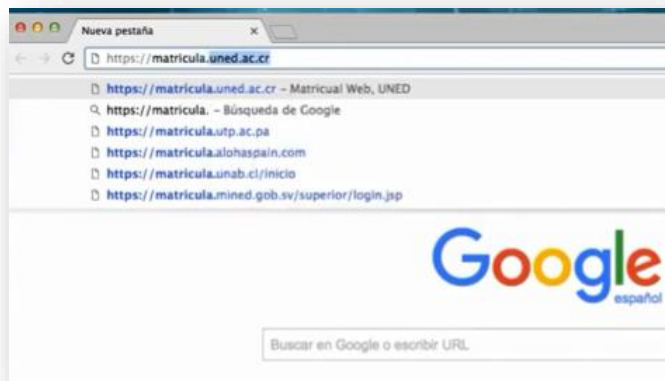 Nueva pestaña
https://matricula.uned.ac.cr
https://matricula.uned.ac.cr – Matricual Web, UNED
https://matricula. – Búsqueda de Google
https://matricula.utp.ac.pa
https://matricula.alohaspain.com
https://matricula.unab.cl/inicio
https://matricula.mined.gob.sv/superior/login.jsp
Google
español
Buscar en Google o escribir URL